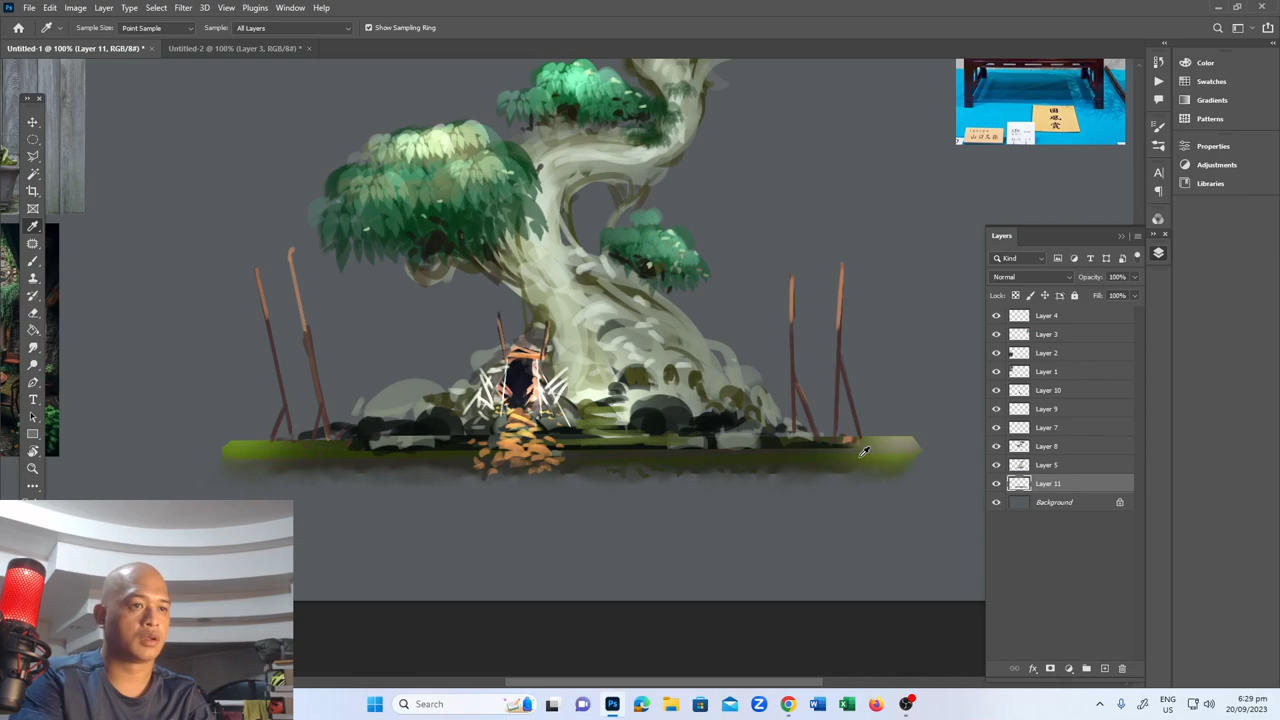 File Edit Image Layer Type Select Filter 3D View Plugins Window Help
Sample Size: Point Sample Sample: All Layers Show Sampling Ring
Untitled-1 @ 100% (Layer 11, RGB/8#) * × Untitled-2 @ 100% (Layer 3, RGB/8#) * ×
Color
Swatches
Gradients
Patterns
Properties
Adjustments
Libraries
Layers
Kind
Normal Opacity: 100%
Lock: Fill: 100%
Layer 4
Layer 3
Layer 2
Layer 1
Layer 10
Layer 9
Layer 7
Layer 8
Layer 5
Layer 11
Background
Search
ENG
US
6:29 pm
20/09/2023